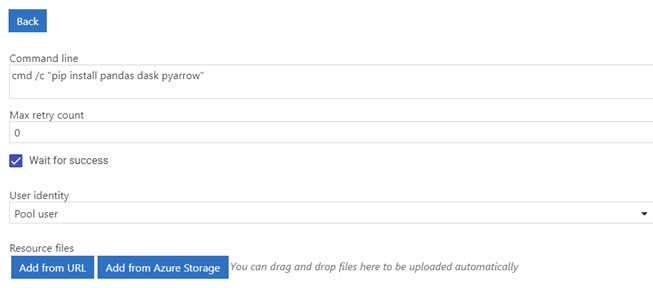 Back
Command line
cmd /c "pip install pandas dask pyarrow"
Max retry count
0
Wait for success
User identity
Pool user
Resource files
Add from URL Add from Azure Storage You can drag and drop files here to be uploaded automatically